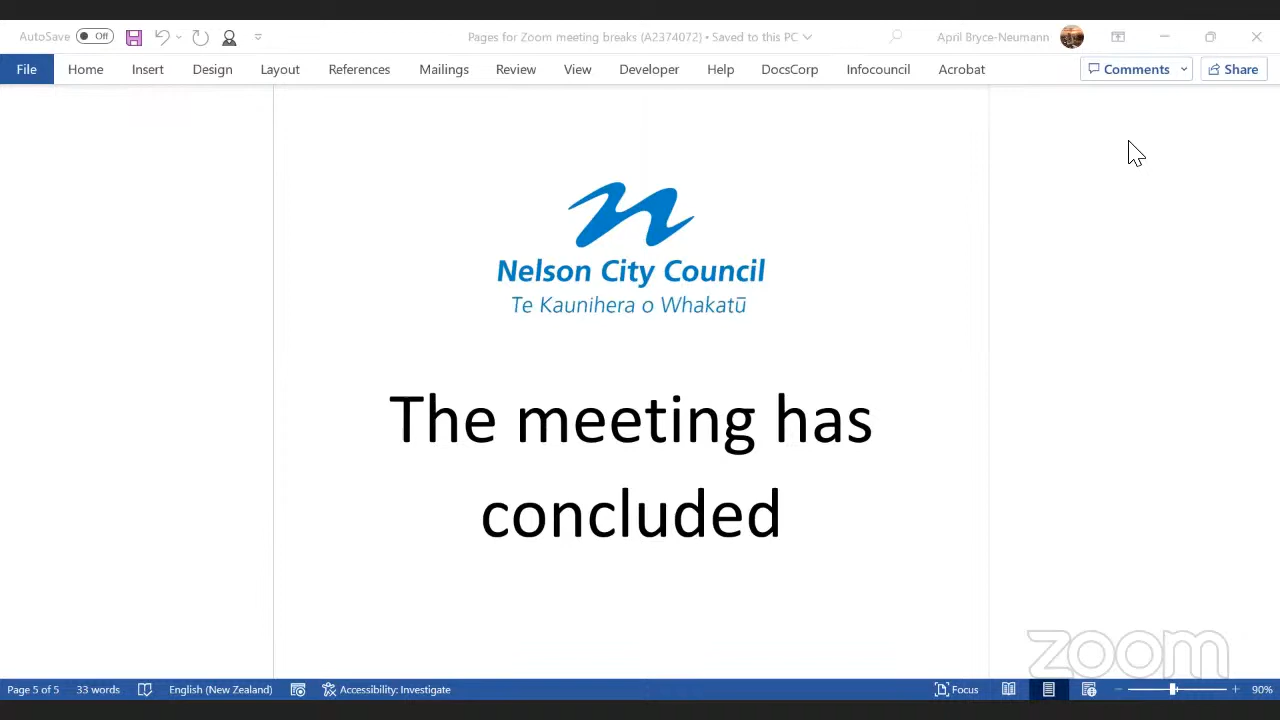 AutoSave Off
Pages for Zoom meeting breaks (A2374072) • Saved to this PC
April Bryce-Neumann
File Home Insert Design Layout References Mailings Review View Developer Help DocsCorp Infocouncil Acrobat Comments Share
Nelson City Council
Te Kaunihera o Whakatū
The meeting has
concluded
zoom
Page 5 of 5 33 words English (New Zealand) Accessibility: Investigate Focus 90%